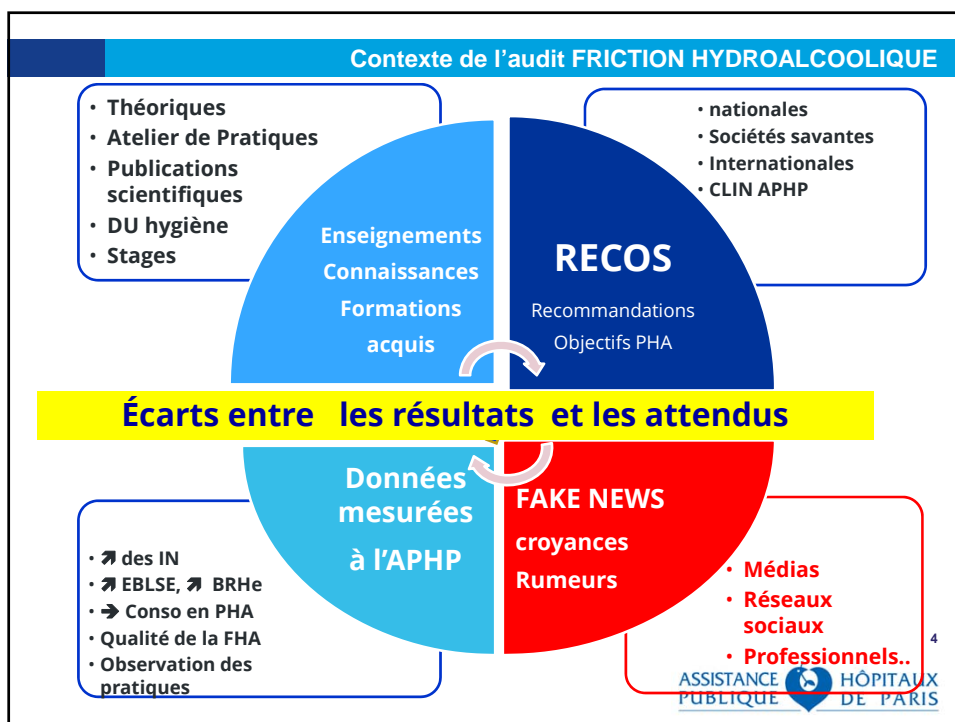 Contexte de l’audit FRICTION HYDROALCOOLIQUE
• Théoriques
• Atelier de Pratiques
• Publications
scientifiques
• DU hygiène
• Stages
Enseignements
Connaissances
Formations
acquis
RECOS
Recommandations
Objectifs PHA
• nationales
• Sociétés savantes
• Internationales
• CLIN APHP
Écarts entre les résultats et les attendus
• ↗ des IN
• ↗ EBLSE, ↗ BRHe
• → Conso en PHA
• Qualité de la FHA
• Observation des
pratiques
Données
mesurées
à l’APHP
FAKE NEWS
croyances
Rumeurs
• Médias
• Réseaux
sociaux
• Professionnels..
4
ASSISTANCE HÔPITAUX
PUBLIQUE DE PARIS